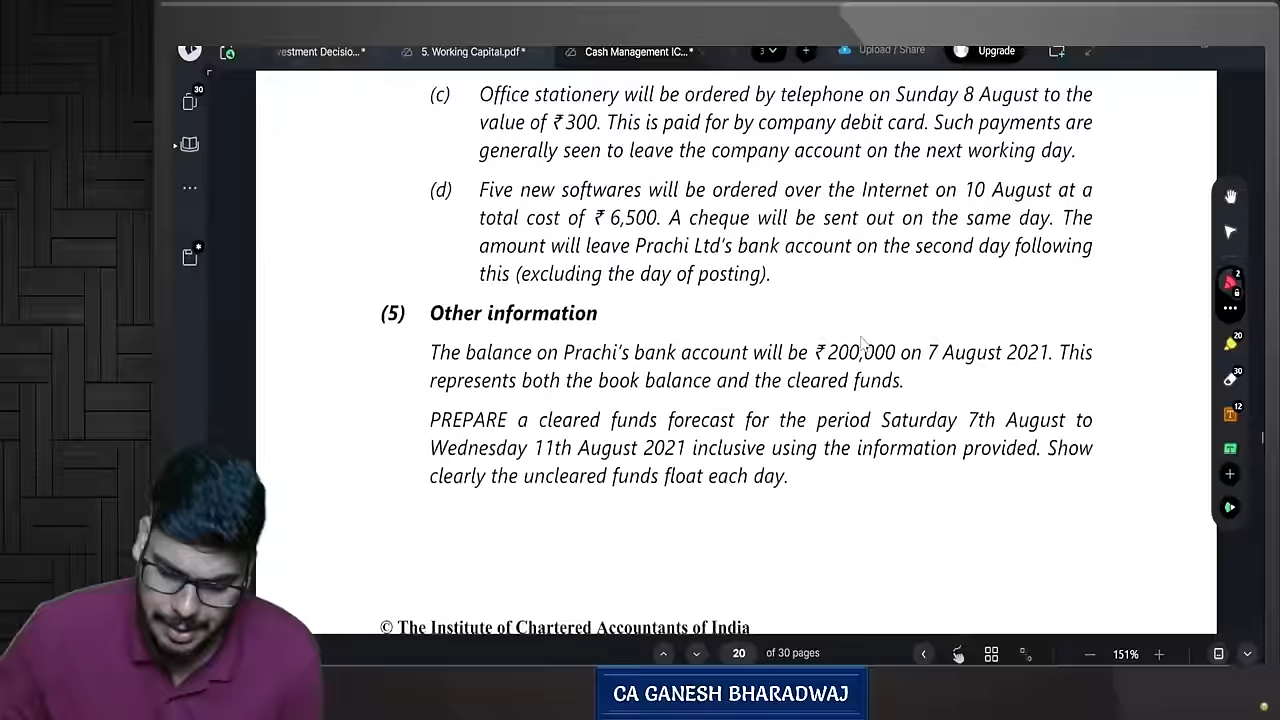 vestment Decisio...*
5. Working Capital.pdf*
Cash Management IC...*
3
+
Upload / Share
Upgrade
(c) Office stationery will be ordered by telephone on Sunday 8 August to the
value of ₹ 300. This is paid for by company debit card. Such payments are
generally seen to leave the company account on the next working day.
(d) Five new softwares will be ordered over the Internet on 10 August at a
total cost of ₹ 6,500. A cheque will be sent out on the same day. The
amount will leave Prachi Ltd's bank account on the second day following
this (excluding the day of posting).
(5) Other information
The balance on Prachi's bank account will be ₹ 200,000 on 7 August 2021. This
represents both the book balance and the cleared funds.
PREPARE a cleared funds forecast for the period Saturday 7th August to
Wednesday 11th August 2021 inclusive using the information provided. Show
clearly the uncleared funds float each day.
© The Institute of Chartered Accountants of India
20 of 30 pages
151%
30
2
20
30
12
CA GANESH BHARADWAJ